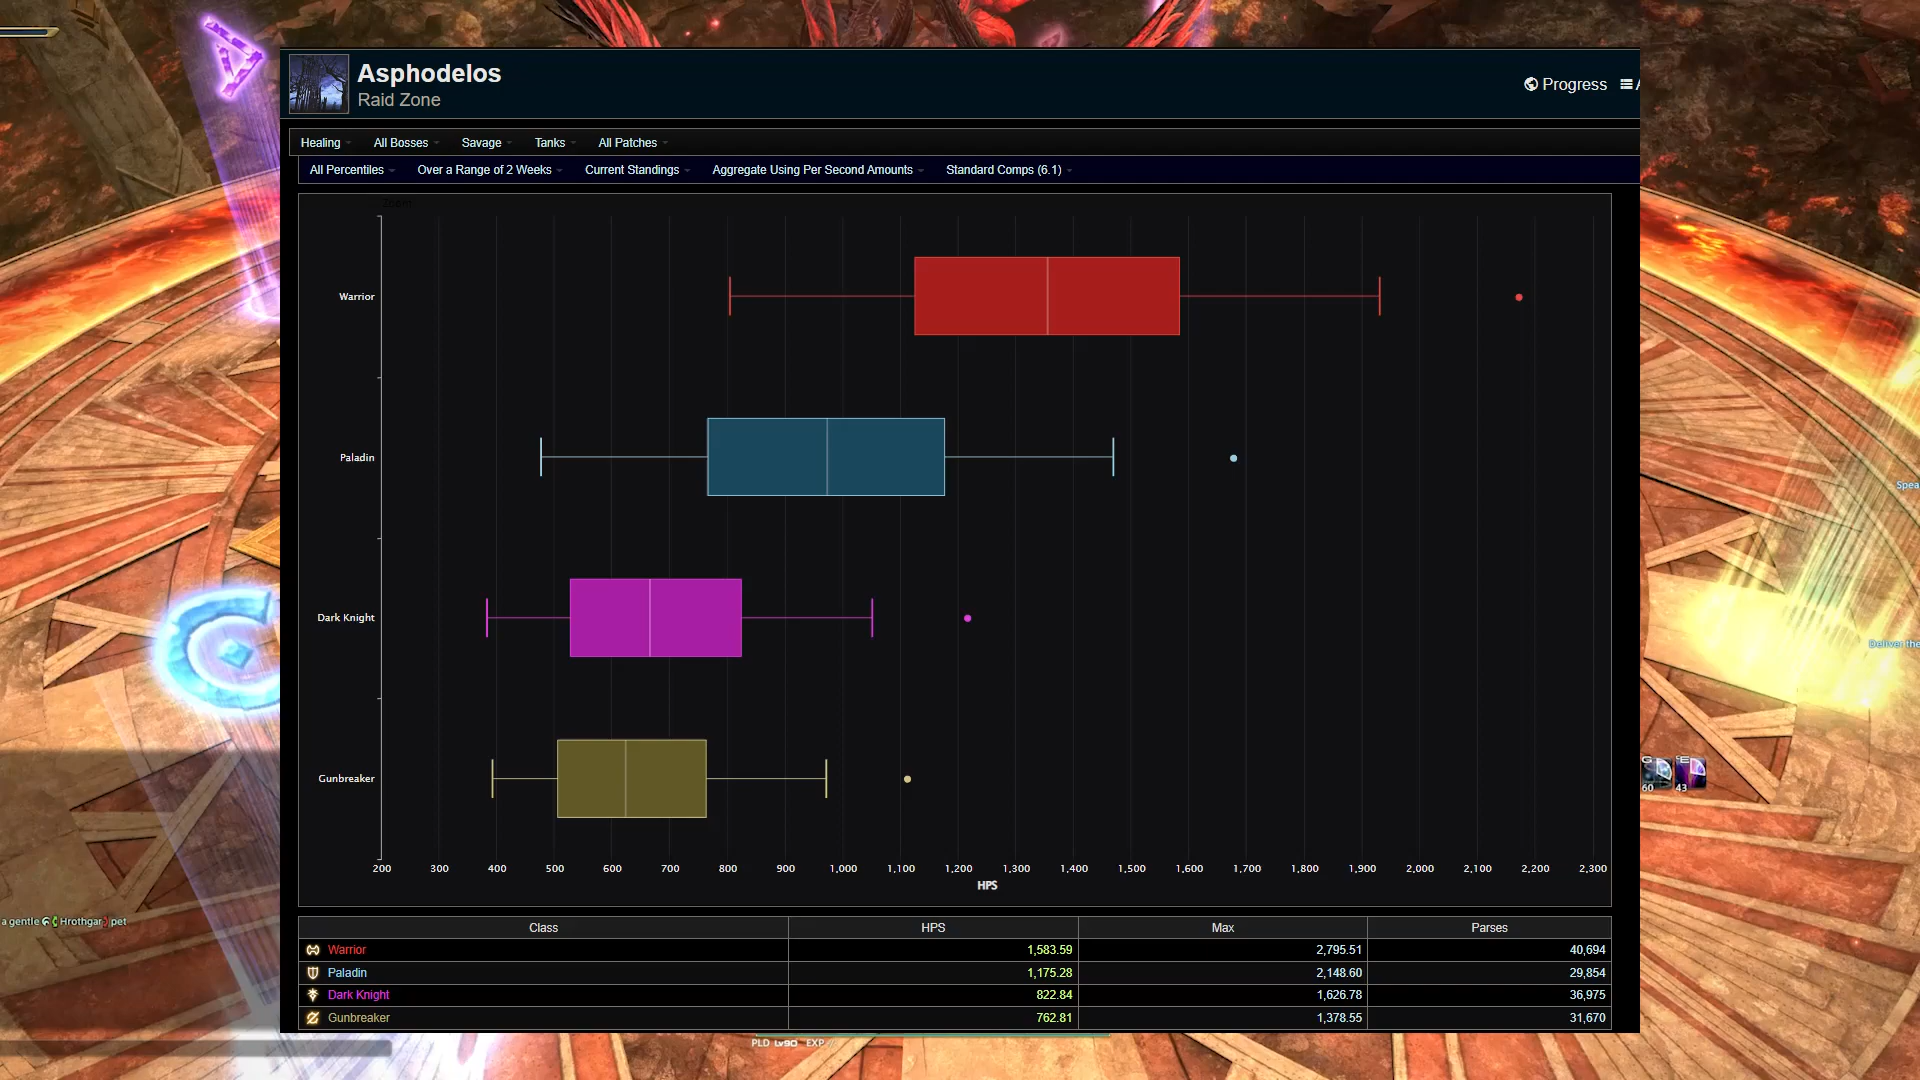 Asphodelos
Raid Zone
Progress
Healing All Bosses Savage Tanks All Patches
All Percentiles Over a Range of 2 Weeks Current Standings Aggregate Using Per Second Amounts Standard Comps (6.1)
Zoom
Warrior
Paladin
Dark Knight
Gunbreaker
200 300 400 500 600 700 800 900 1,000 1,100 1,200 1,300 1,400 1,500 1,600 1,700 1,800 1,900 2,000 2,100 2,200 2,300
HPS
Class HPS Max Parses
Warrior 1,583.59 2,795.51 40,694
Paladin 1,175.28 2,148.60 29,854
Dark Knight 822.84 1,626.78 36,975
Gunbreaker 762.81 1,378.55 31,670
Spea
Deliver the
G E
60 43
a gentle Hrothgar pet
PLD Lv90 EXP